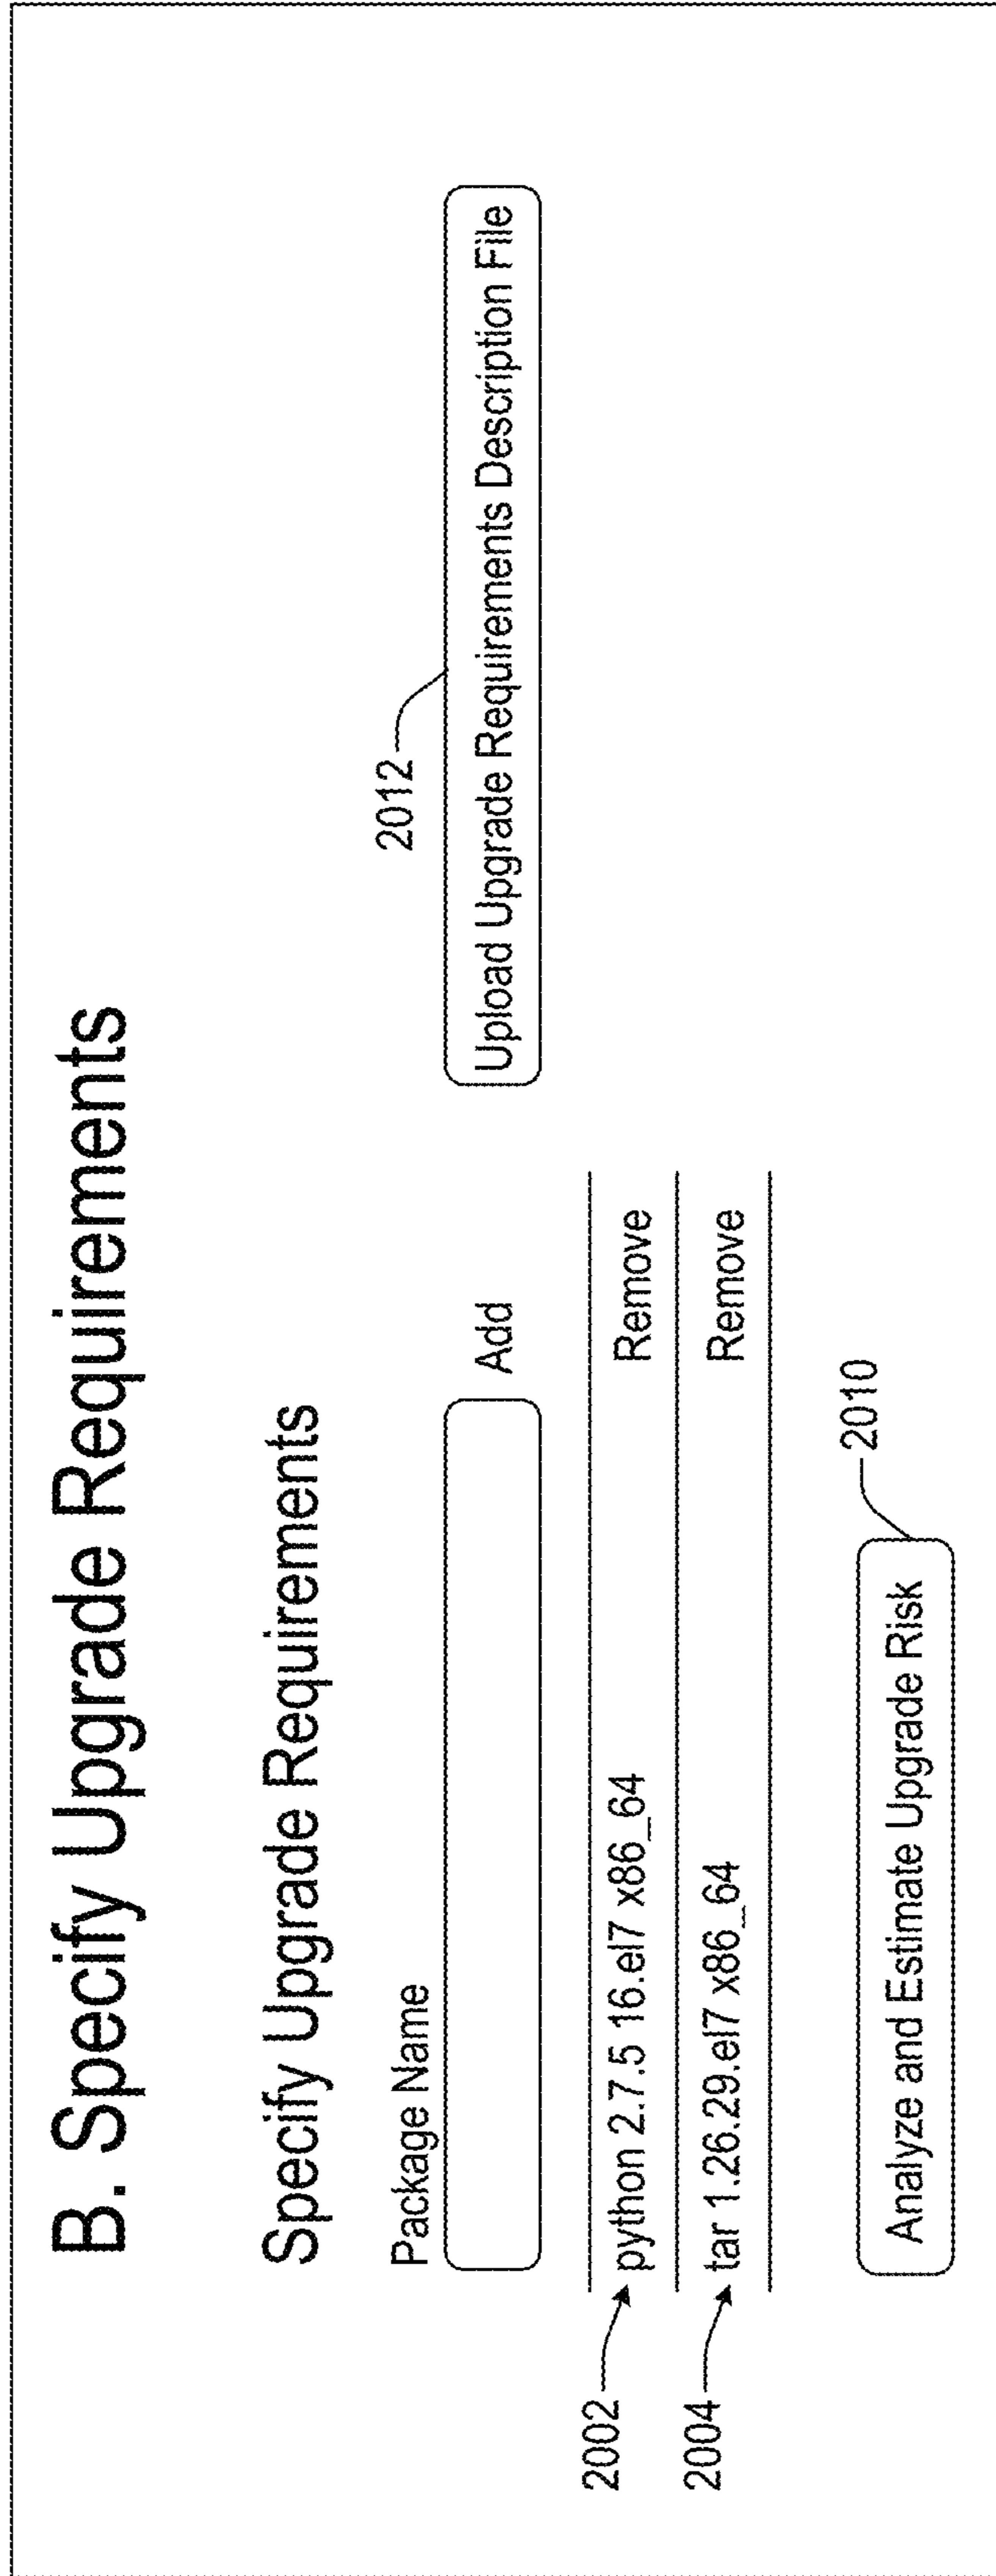 B. Specify Upgrade Requirements
Specify Upgrade Requirements
Package Name
Add
2012
Upload Upgrade Requirements Description File
2002
python 2.7.5 16.el7 x86_64
Remove
2004
tar 1.26.29.el7 x86_64
Remove
2010
Analyze and Estimate Upgrade Risk